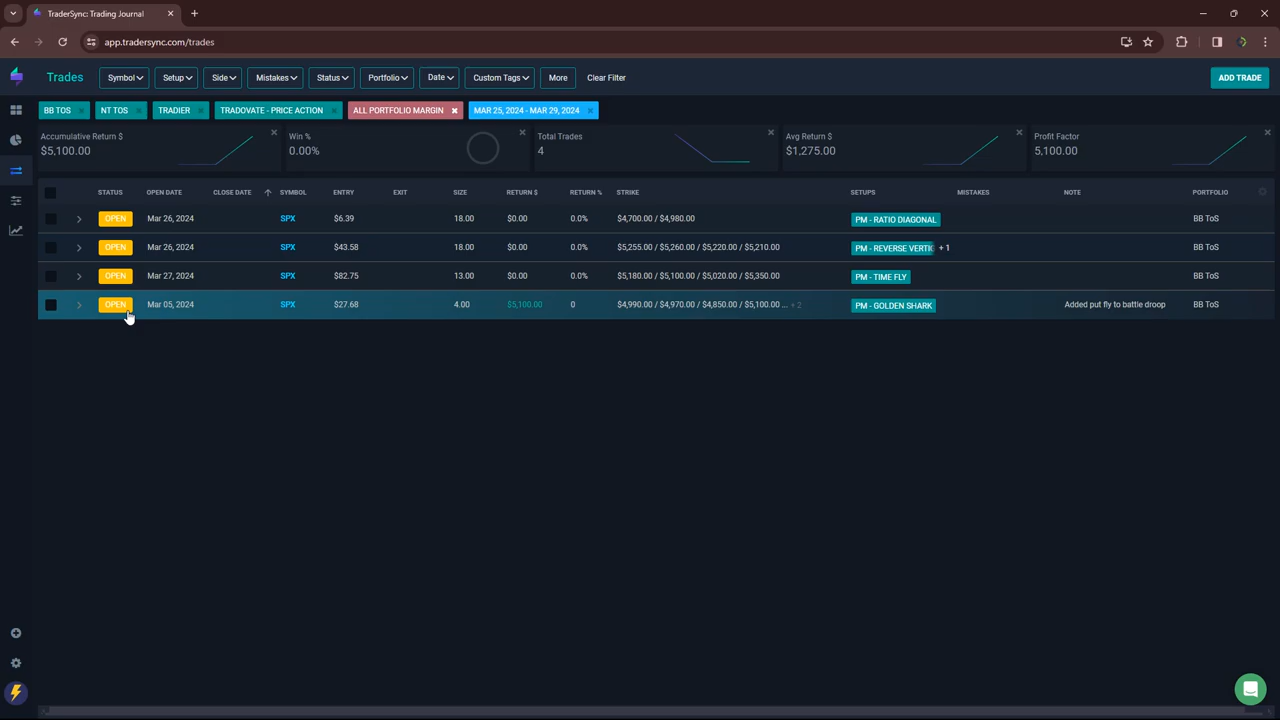 TraderSync: Trading Journal
app.tradersync.com/trades
Trades Symbol Setup Side Mistakes Status Portfolio Date Custom Tags More Clear Filter ADD TRADE
BB TOS NT TOS TRADIER TRADOVATE - PRICE ACTION ALL PORTFOLIO MARGIN MAR 25, 2024 - MAR 29, 2024
Accumulative Return $ Win % Total Trades Avg Return $ Profit Factor
$5,100.00 0.00% 4 $1,275.00 5,100.00
STATUS OPEN DATE CLOSE DATE SYMBOL ENTRY EXIT SIZE RETURN $ RETURN % STRIKE SETUPS MISTAKES NOTE PORTFOLIO
OPEN Mar 26, 2024 SPX $6.39 18.00 $0.00 0.0% $4,700.00 / $4,980.00 PM - RATIO DIAGONAL BB ToS
OPEN Mar 26, 2024 SPX $43.58 18.00 $0.00 0.0% $5,255.00 / $5,260.00 / $5,220.00 / $5,210.00 PM - REVERSE VERTIC + 1 BB ToS
OPEN Mar 27, 2024 SPX $82.75 13.00 $0.00 0.0% $5,180.00 / $5,100.00 / $5,020.00 / $5,350.00 PM - TIME FLY BB ToS
OPEN Mar 05, 2024 SPX $27.68 4.00 $5,100.00 0 $4,990.00 / $4,970.00 / $4,850.00 / $5,100.00 ... + 2 PM - GOLDEN SHARK Added put fly to battle droop BB ToS